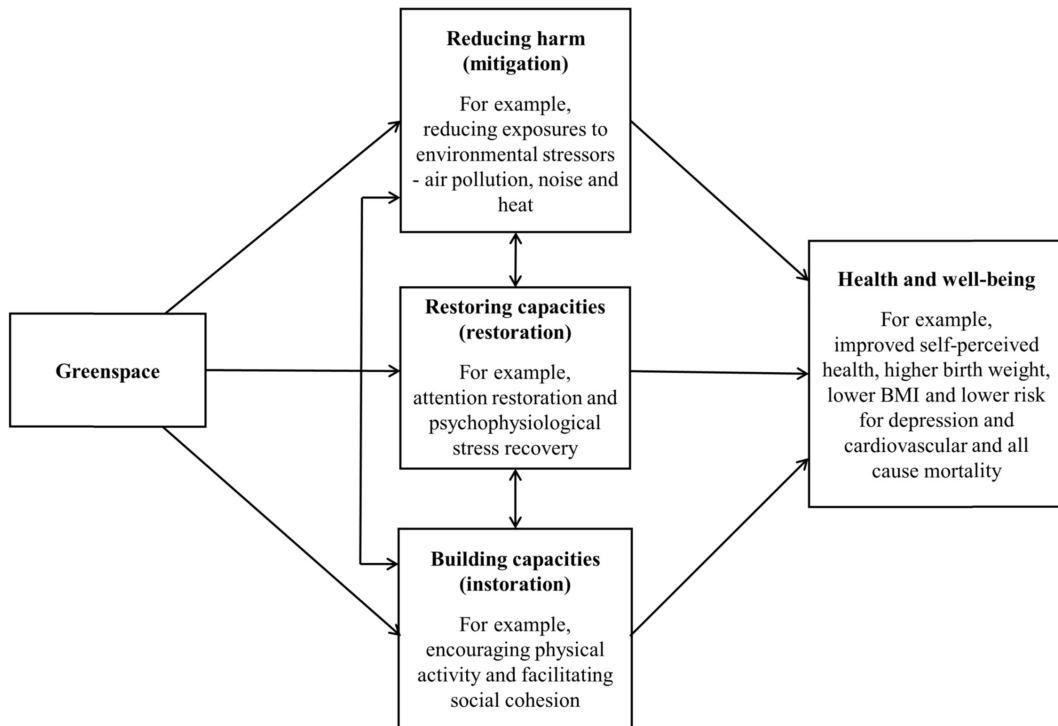 Greenspace
Reducing harm
(mitigation)
For example,
reducing exposures to
environmental stressors
- air pollution, noise and
heat
Restoring capacities
(restoration)
For example,
attention restoration and
psychophysiological
stress recovery
Building capacities
(instoration)
For example,
encouraging physical
activity and facilitating
social cohesion
Health and well-being
For example,
improved self-perceived
health, higher birth weight,
lower BMI and lower risk
for depression and
cardiovascular and all
cause mortality